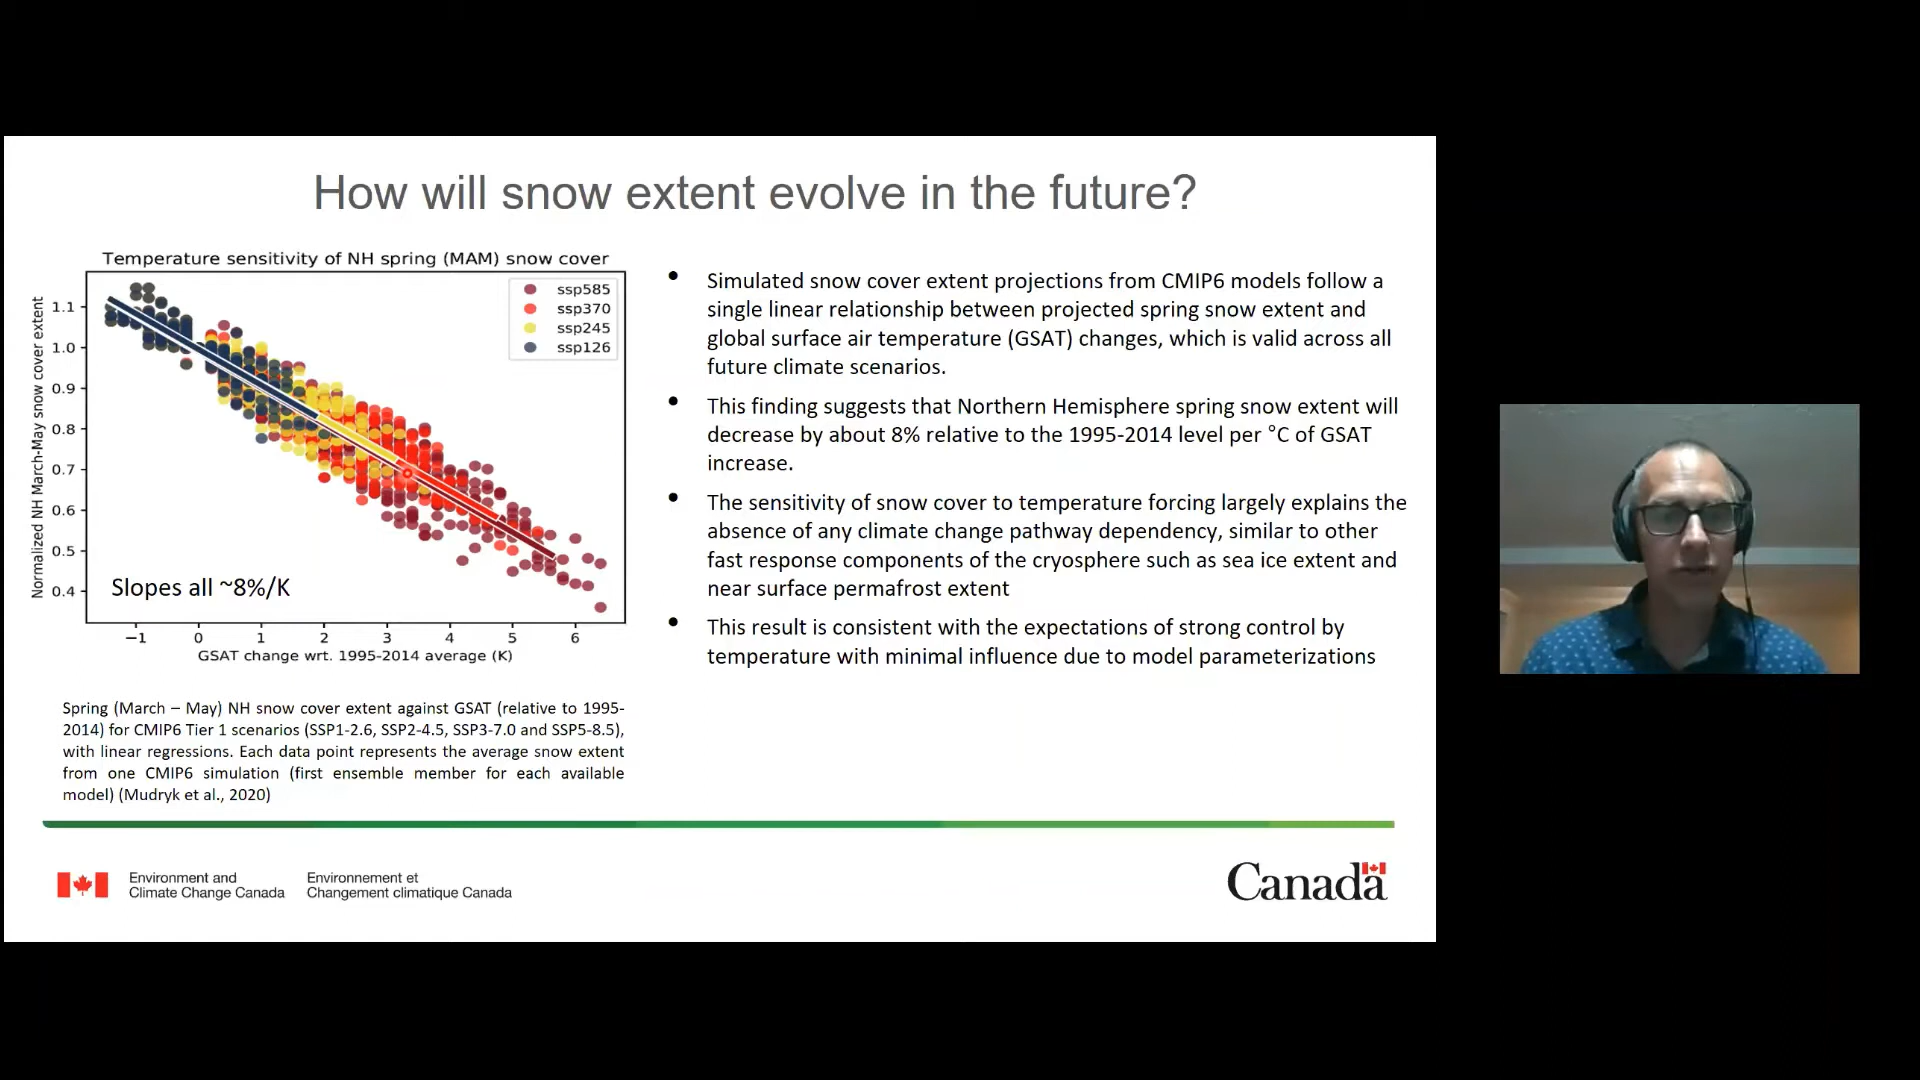 How will snow extent evolve in the future?
Temperature sensitivity of NH spring (MAM) snow cover
ssp585
ssp370
ssp245
ssp126
Normalized NH March-May snow cover extent
1.1
1.0
0.9
0.8
0.7
0.6
0.5
0.4
Slopes all ~8%/K
−1 0 1 2 3 4 5 6
GSAT change wrt. 1995-2014 average (K)
Spring (March – May) NH snow cover extent against GSAT (relative to 1995-
2014) for CMIP6 Tier 1 scenarios (SSP1-2.6, SSP2-4.5, SSP3-7.0 and SSP5-8.5),
with linear regressions. Each data point represents the average snow extent
from one CMIP6 simulation (first ensemble member for each available
model) (Mudryk et al., 2020)
• Simulated snow cover extent projections from CMIP6 models follow a
single linear relationship between projected spring snow extent and
global surface air temperature (GSAT) changes, which is valid across all
future climate scenarios.
• This finding suggests that Northern Hemisphere spring snow extent will
decrease by about 8% relative to the 1995-2014 level per °C of GSAT
increase.
• The sensitivity of snow cover to temperature forcing largely explains the
absence of any climate change pathway dependency, similar to other
fast response components of the cryosphere such as sea ice extent and
near surface permafrost extent
• This result is consistent with the expectations of strong control by
temperature with minimal influence due to model parameterizations
Environment and
Climate Change Canada
Environnement et
Changement climatique Canada
Canada